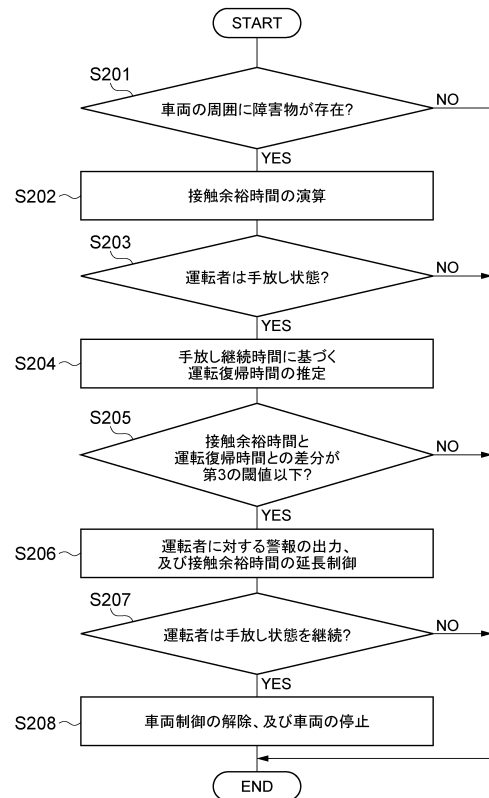 START
S201
車両の周囲に障害物が存在?
NO
YES
S202
接触余裕時間の演算
S203
運転者は手放し状態?
NO
YES
S204
手放し継続時間に基づく
運転復帰時間の推定
S205
接触余裕時間と
運転復帰時間との差分が
第3の閾値以下?
NO
YES
S206
運転者に対する警報の出力、
及び接触余裕時間の延長制御
S207
運転者は手放し状態を継続?
NO
YES
S208
車両制御の解除、及び車両の停止
END